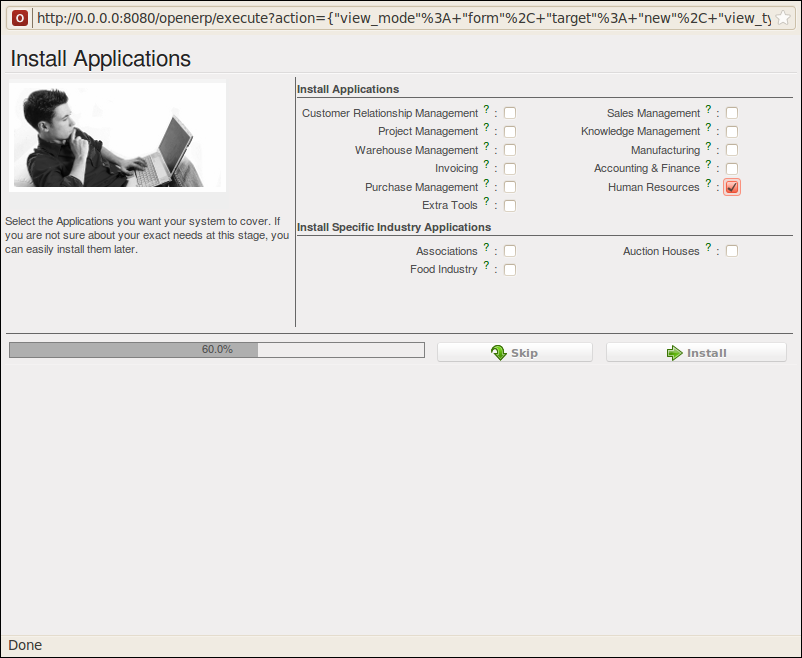 http://0.0.0.0:8080/openerp/execute?action={"view_mode"%3A+"form"%2C+"target"%3A+"new"%2C+"view_ty
Install Applications
Install Applications
Customer Relationship Management ? :
Sales Management ? :
Project Management ? :
Knowledge Management ? :
Warehouse Management ? :
Manufacturing ? :
Invoicing ? :
Accounting & Finance ? :
Purchase Management ? :
Human Resources ? :
Extra Tools ? :
Select the Applications you want your system to cover. If
you are not sure about your exact needs at this stage, you
can easily install them later.
Install Specific Industry Applications
Associations ? :
Auction Houses ? :
Food Industry ? :
60.0%
Skip
Install
Done